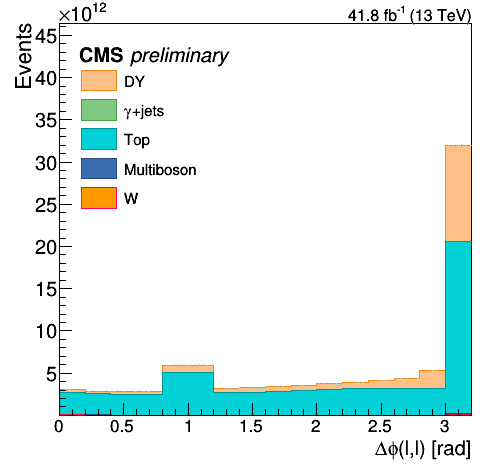 ×10¹²
41.8 fb⁻¹ (13 TeV)
Events
45
40
35
30
25
20
15
10
5
CMS preliminary
DY
γ+jets
Top
Multiboson
W
0 0.5 1 1.5 2 2.5 3
Δϕ(l,l) [rad]